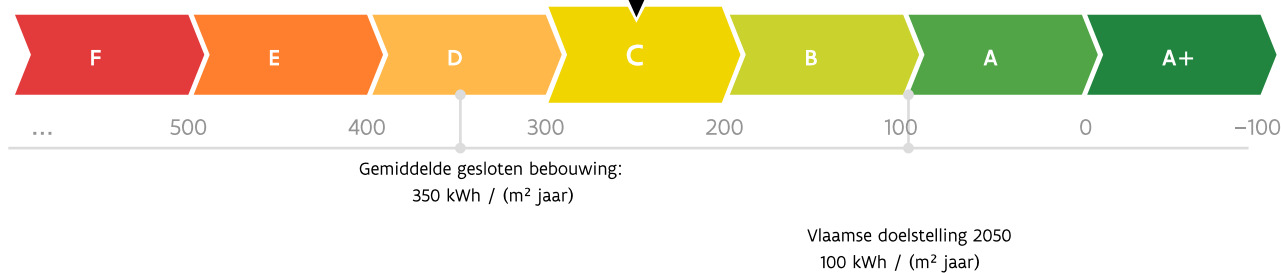 F E D C B A A+
... 500 400 300 200 100 0 −100
Gemiddelde gesloten bebouwing:
350 kWh / (m² jaar)
Vlaamse doelstelling 2050
100 kWh / (m² jaar)